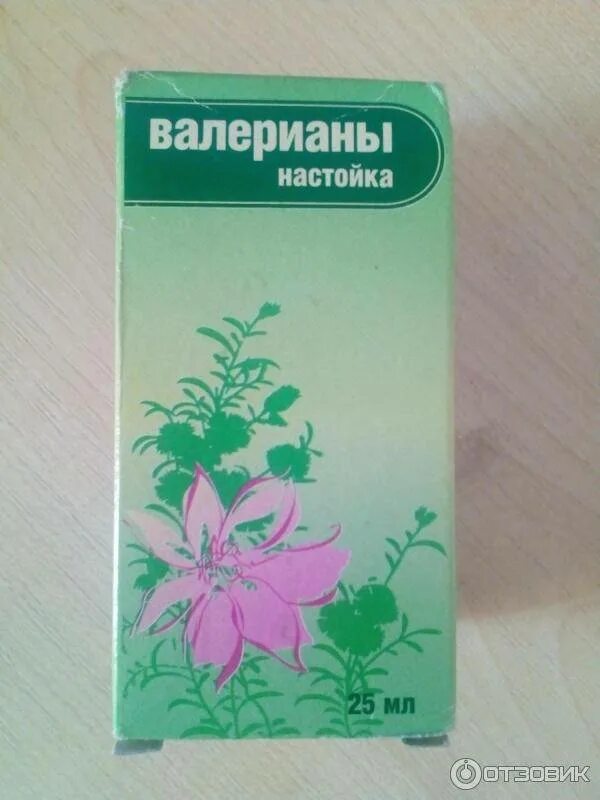 валерианы
настойка
25 мл
ОТЗОВИК